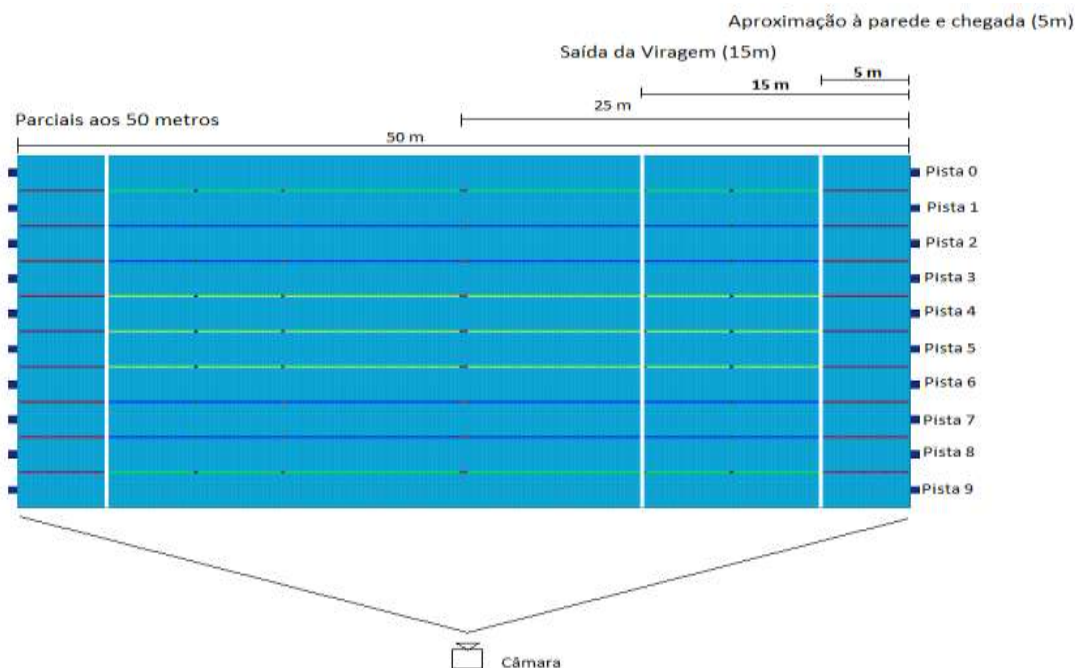 Aproximação à parede e chegada (5m)
Saída da Viragem (15m)
5 m
15 m
25 m
Parciais aos 50 metros
50 m
Pista 0
Pista 1
Pista 2
Pista 3
Pista 4
Pista 5
Pista 6
Pista 7
Pista 8
Pista 9
Câmara